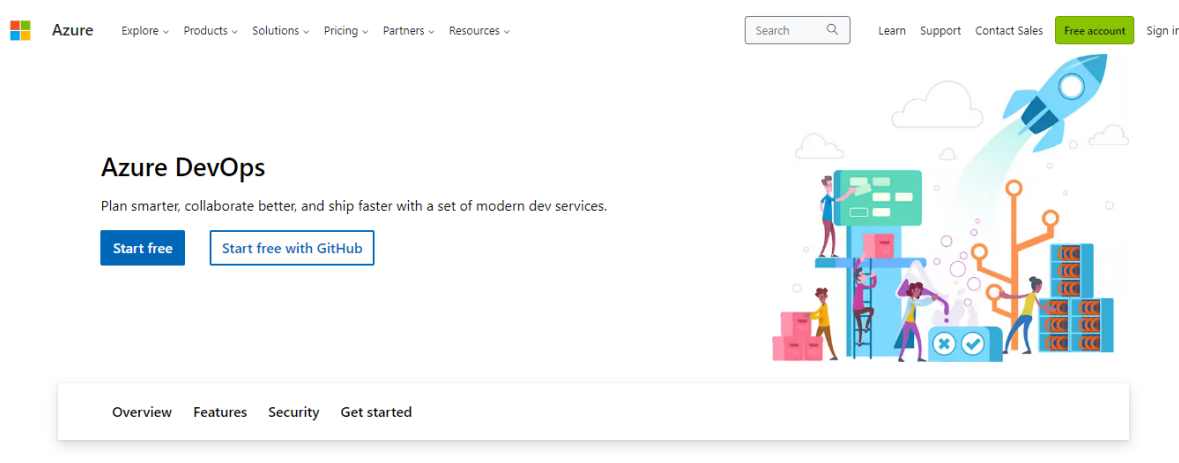 Azure Explore Products Solutions Pricing Partners Resources Search Learn Support Contact Sales Free account Sign in
Azure DevOps
Plan smarter, collaborate better, and ship faster with a set of modern dev services.
Start free Start free with GitHub
Overview Features Security Get started